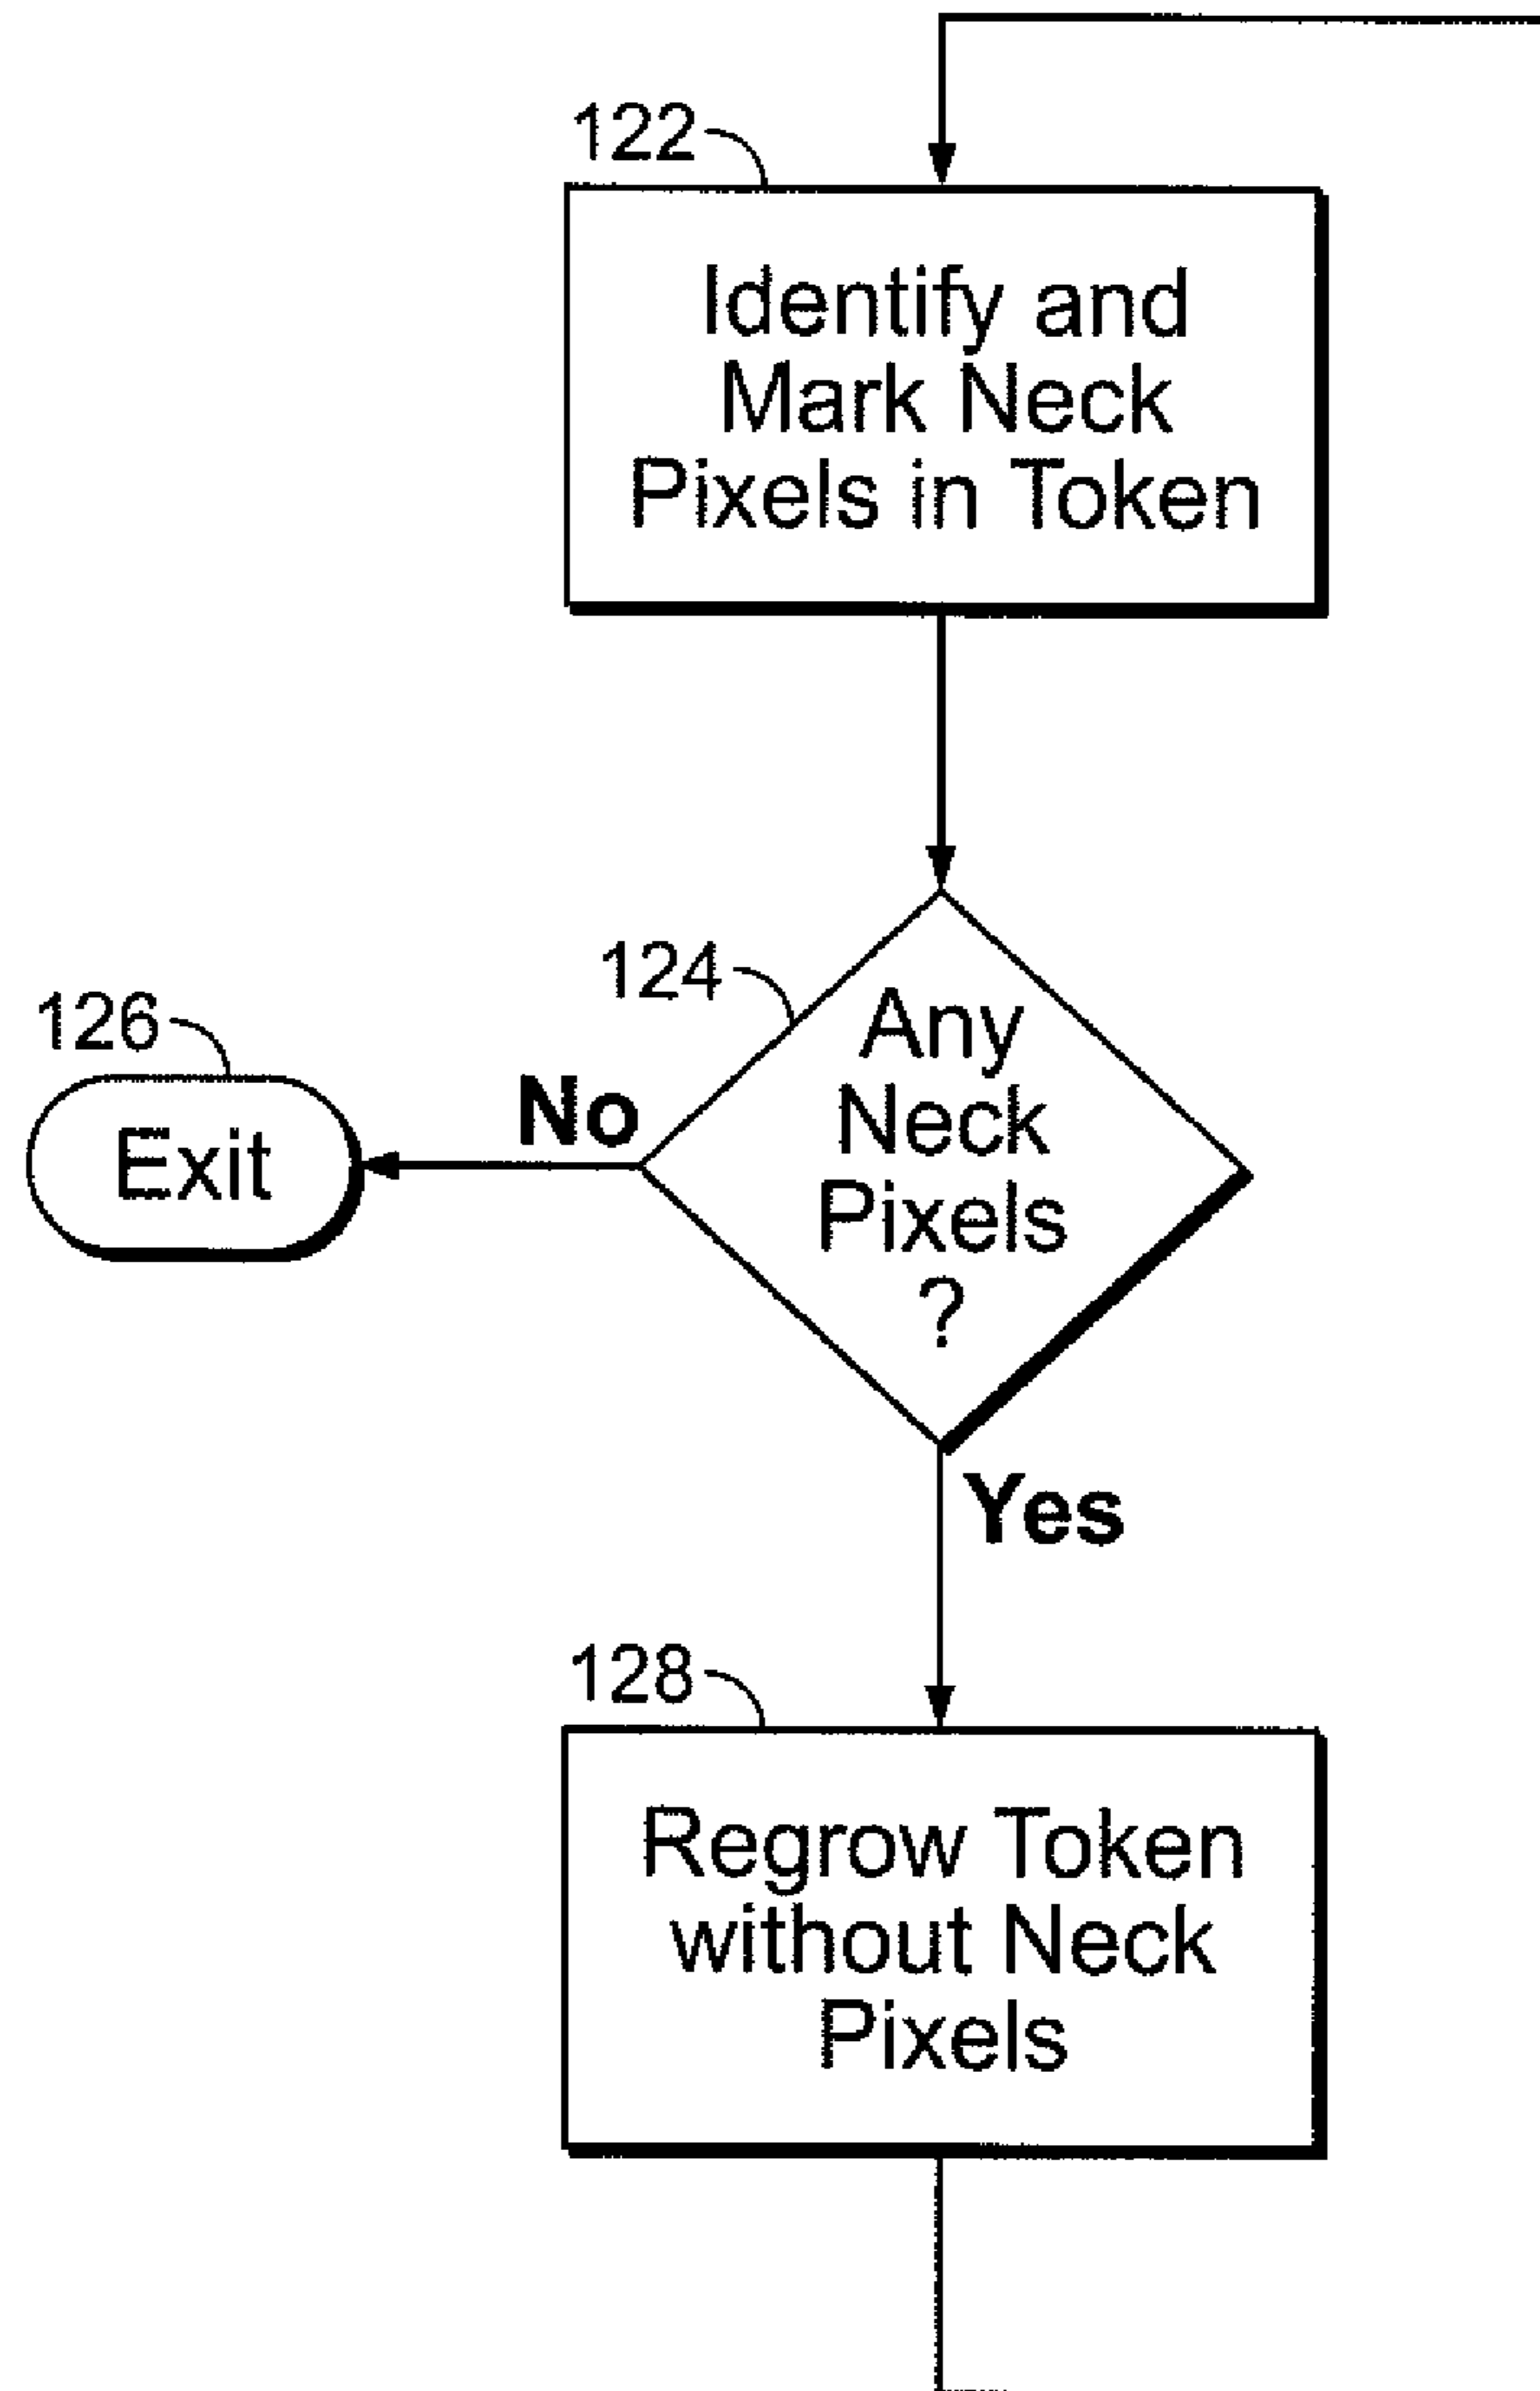 122
Identify and
Mark Neck
Pixels in Token
124
Any
Neck
Pixels
?
126
Exit
No
Yes
128
Regrow Token
without Neck
Pixels